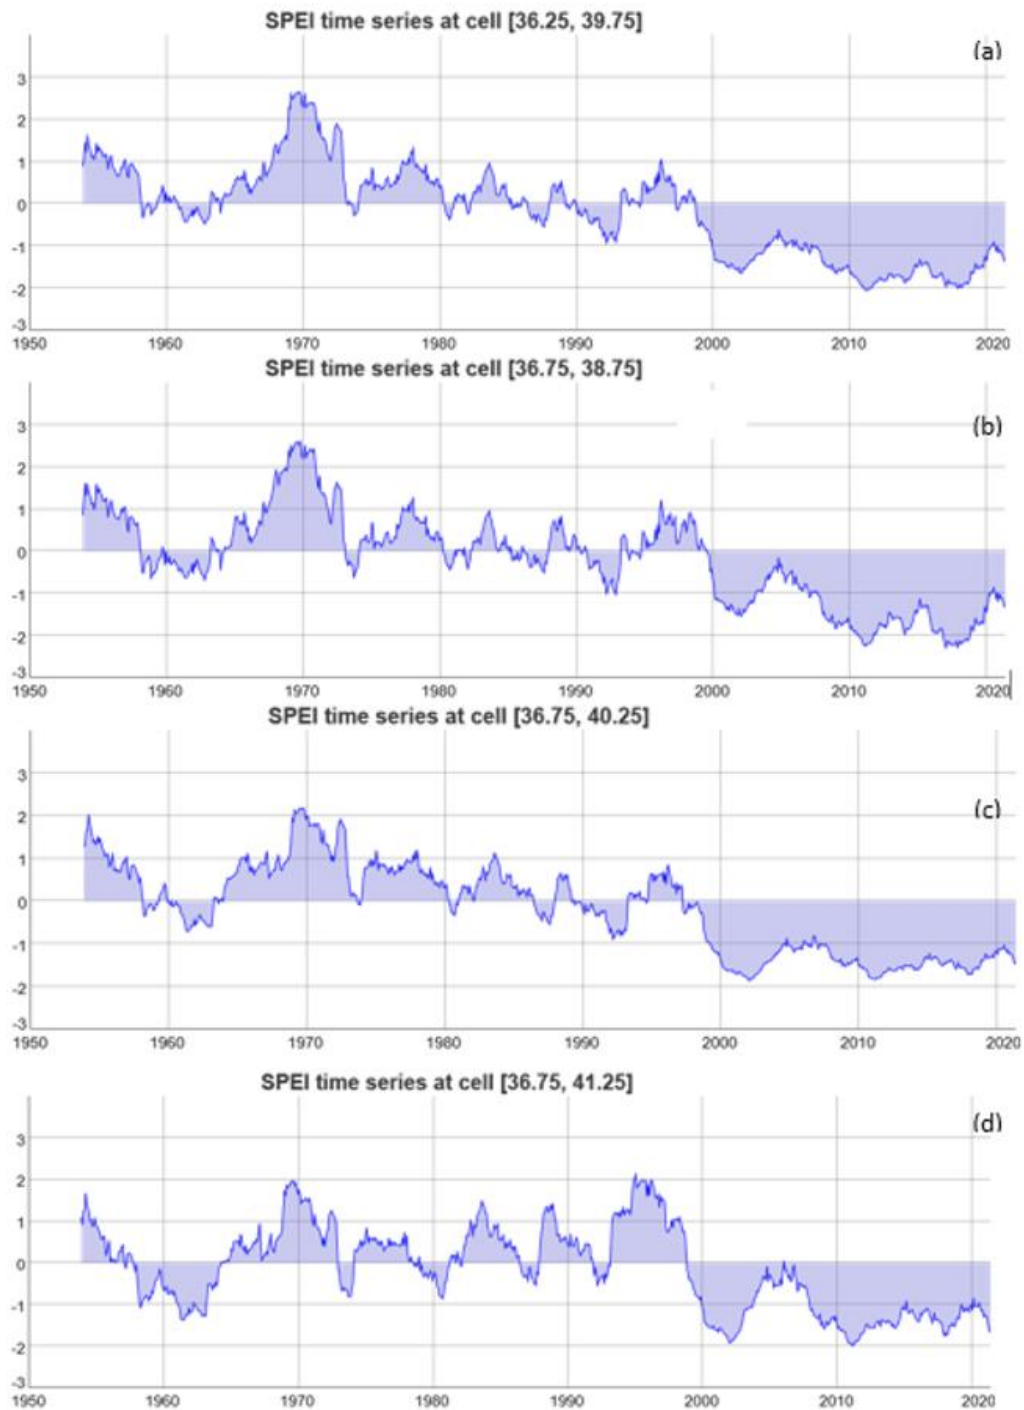 SPEI time series at cell [36.25, 39.75]
(a)
3
2
1
0
-1
-2
-3
1950 1960 1970 1980 1990 2000 2010 2020
SPEI time series at cell [36.75, 38.75]
(b)
3
2
1
0
-1
-2
-3
1950 1960 1970 1980 1990 2000 2010 2020
SPEI time series at cell [36.75, 40.25]
(c)
3
2
1
0
-1
-2
-3
1950 1960 1970 1980 1990 2000 2010 2020
SPEI time series at cell [36.75, 41.25]
(d)
3
2
1
0
-1
-2
-3
1950 1960 1970 1980 1990 2000 2010 2020